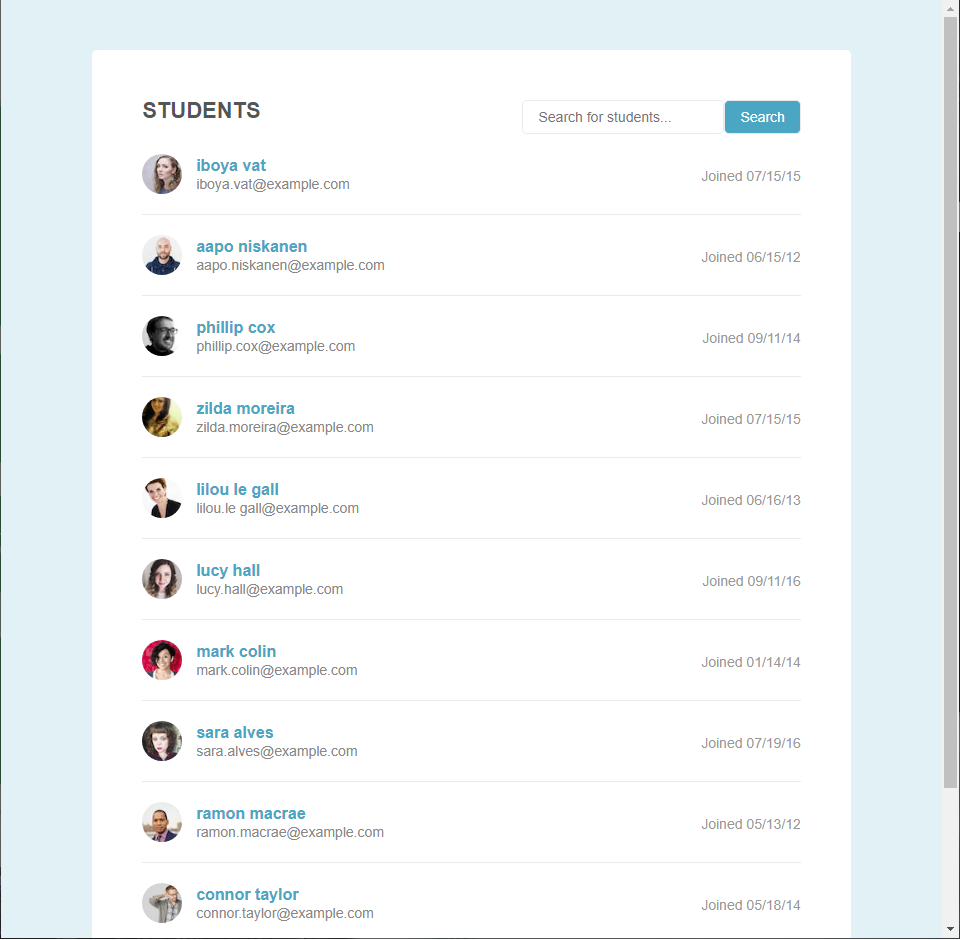 STUDENTS
Search for students... Search
iboya vat
iboya.vat@example.com
Joined 07/15/15
aapo niskanen
aapo.niskanen@example.com
Joined 06/15/12
phillip cox
phillip.cox@example.com
Joined 09/11/14
zilda moreira
zilda.moreira@example.com
Joined 07/15/15
lilou le gall
lilou.le gall@example.com
Joined 06/16/13
lucy hall
lucy.hall@example.com
Joined 09/11/16
mark colin
mark.colin@example.com
Joined 01/14/14
sara alves
sara.alves@example.com
Joined 07/19/16
ramon macrae
ramon.macrae@example.com
Joined 05/13/12
connor taylor
connor.taylor@example.com
Joined 05/18/14